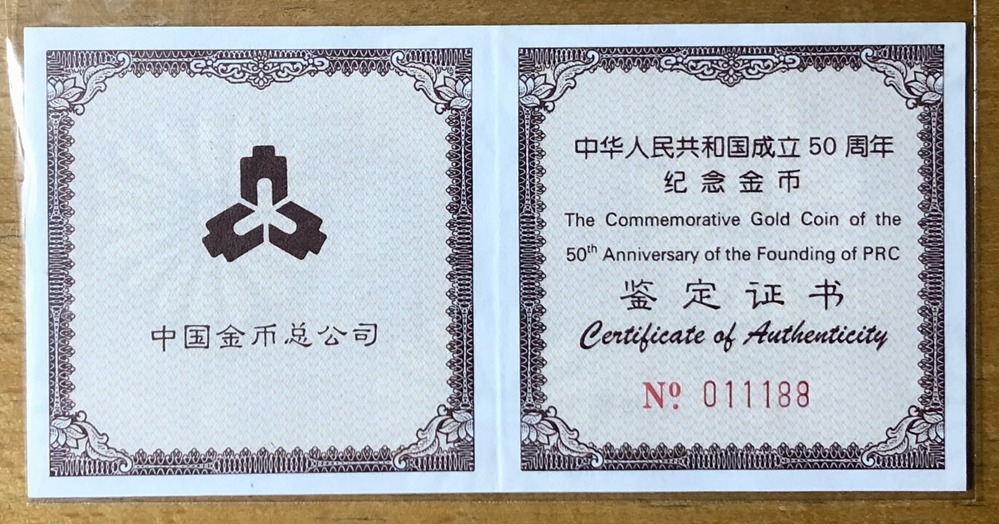 中国金币总公司
中华人民共和国成立 50 周年
纪念金币
The Commemorative Gold Coin of the
50th Anniversary of the Founding of PRC
鉴定证书
Certificate of Authenticity
Nº 011188